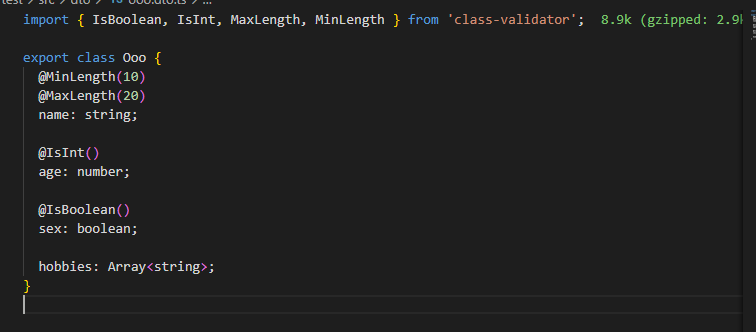 test > src > dto > TS ooo.dto.ts > ...
import { IsBoolean, IsInt, MaxLength, MinLength } from 'class-validator';  8.9k (gzipped: 2.9k
export class Ooo {
  @MinLength(10)
  @MaxLength(20)
  name: string;
  @IsInt()
  age: number;
  @IsBoolean()
  sex: boolean;
  hobbies: Array<string>;
}